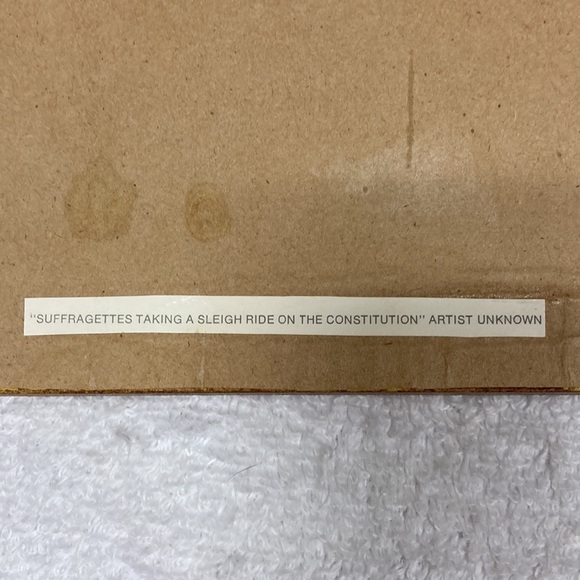 "SUFFRAGETTES TAKING A SLEIGH RIDE ON THE CONSTITUTION" ARTIST UNKNOWN